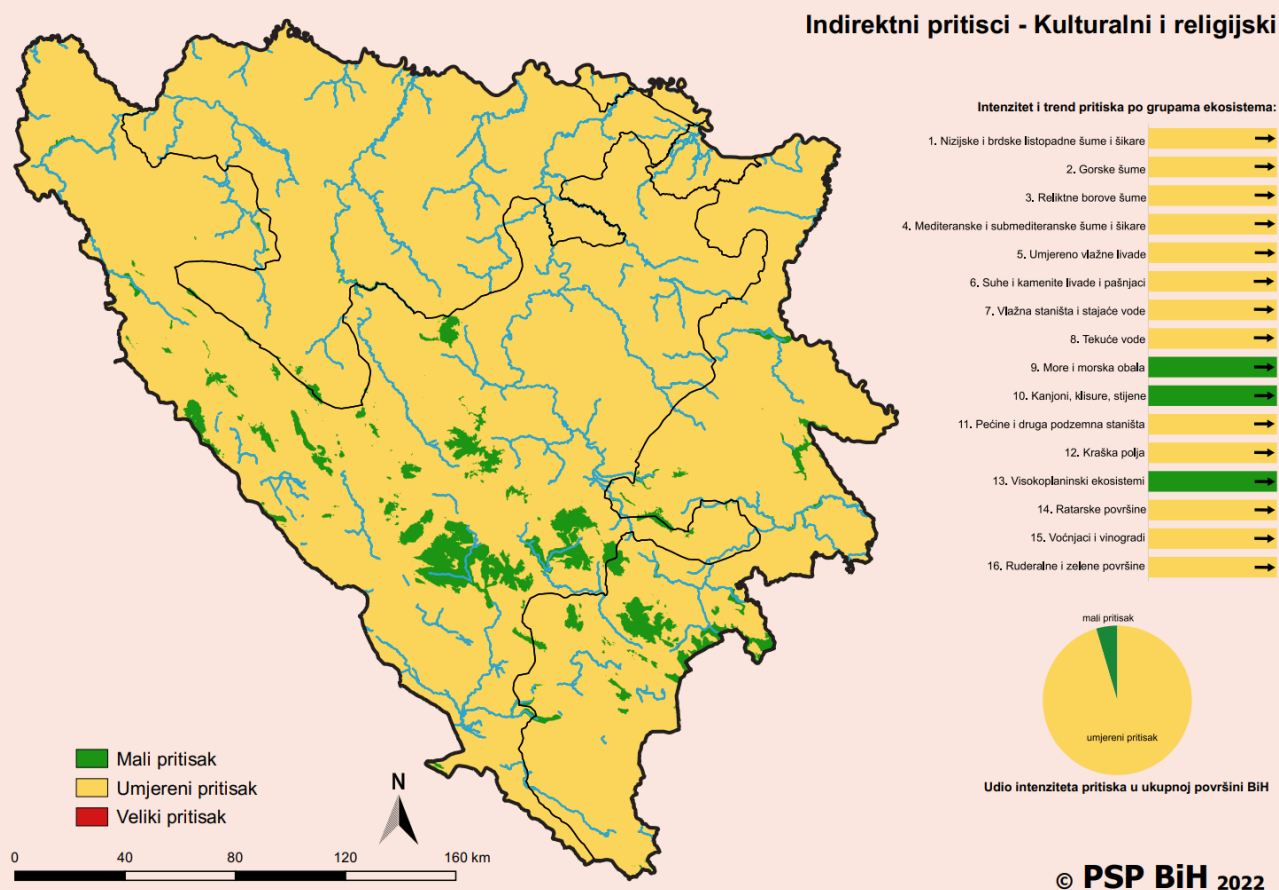 Indirektni pritisci - Kulturalni i religijski
Intenzitet i trend pritiska po grupama ekosistema:
1. Nizijske i brdske listopadne šume i šikare
2. Gorske šume
3. Reliktne borove šume
4. Mediteranske i submediteranske šume i šikare
5. Umjereno vlažne livade
6. Suhe i kamenite livade i pašnjaci
7. Vlažna staništa i stajaće vode
8. Tekuće vode
9. More i morska obala
10. Kanjoni, klisure, stijene
11. Pećine i druga podzemna staništa
12. Kraška polja
13. Visokoplaninski ekosistemi
14. Ratarske površine
15. Voćnjaci i vinogradi
16. Ruderalne i zelene površine
mali pritisak
umjereni pritisak
Udio intenziteta pritiska u ukupnoj površini BiH
Mali pritisak
Umjereni pritisak
Veliki pritisak
N
0 40 80 120 160 km
© PSP BiH 2022